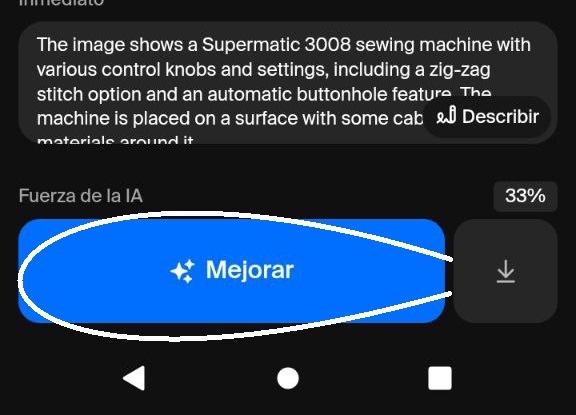 Inmediato
The image shows a Supermatic 3008 sewing machine with
various control knobs and settings, including a zig-zag
stitch option and an automatic buttonhole feature. The
machine is placed on a surface with some
Describir
materials around it
Fuerza de la IA
33%
Mejorar